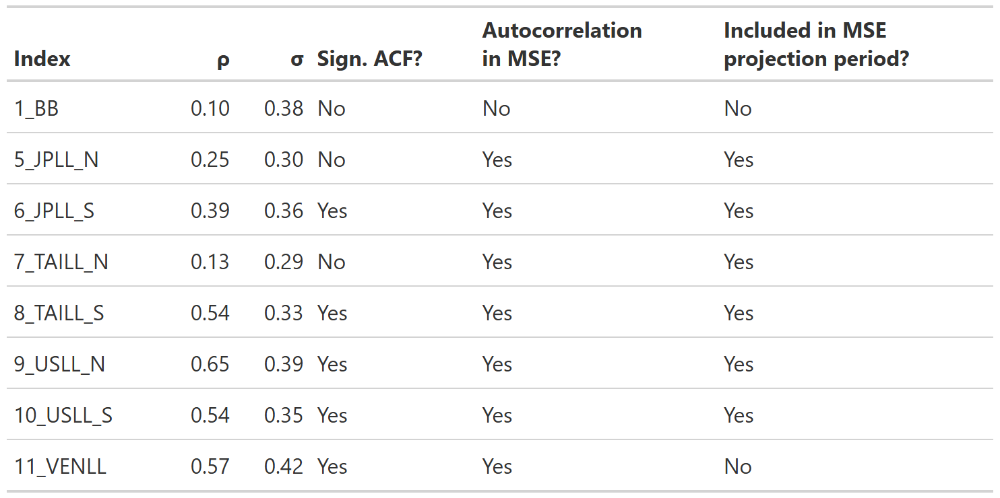 Index ρ σ Sign. ACF? Autocorrelation in MSE? Included in MSE projection period?
1_BB 0.10 0.38 No No No
5_JPLL_N 0.25 0.30 No Yes Yes
6_JPLL_S 0.39 0.36 Yes Yes Yes
7_TAILL_N 0.13 0.29 No Yes Yes
8_TAILL_S 0.54 0.33 Yes Yes Yes
9_USLL_N 0.65 0.39 Yes Yes Yes
10_USLL_S 0.54 0.35 Yes Yes Yes
11_VENLL 0.57 0.42 Yes Yes No